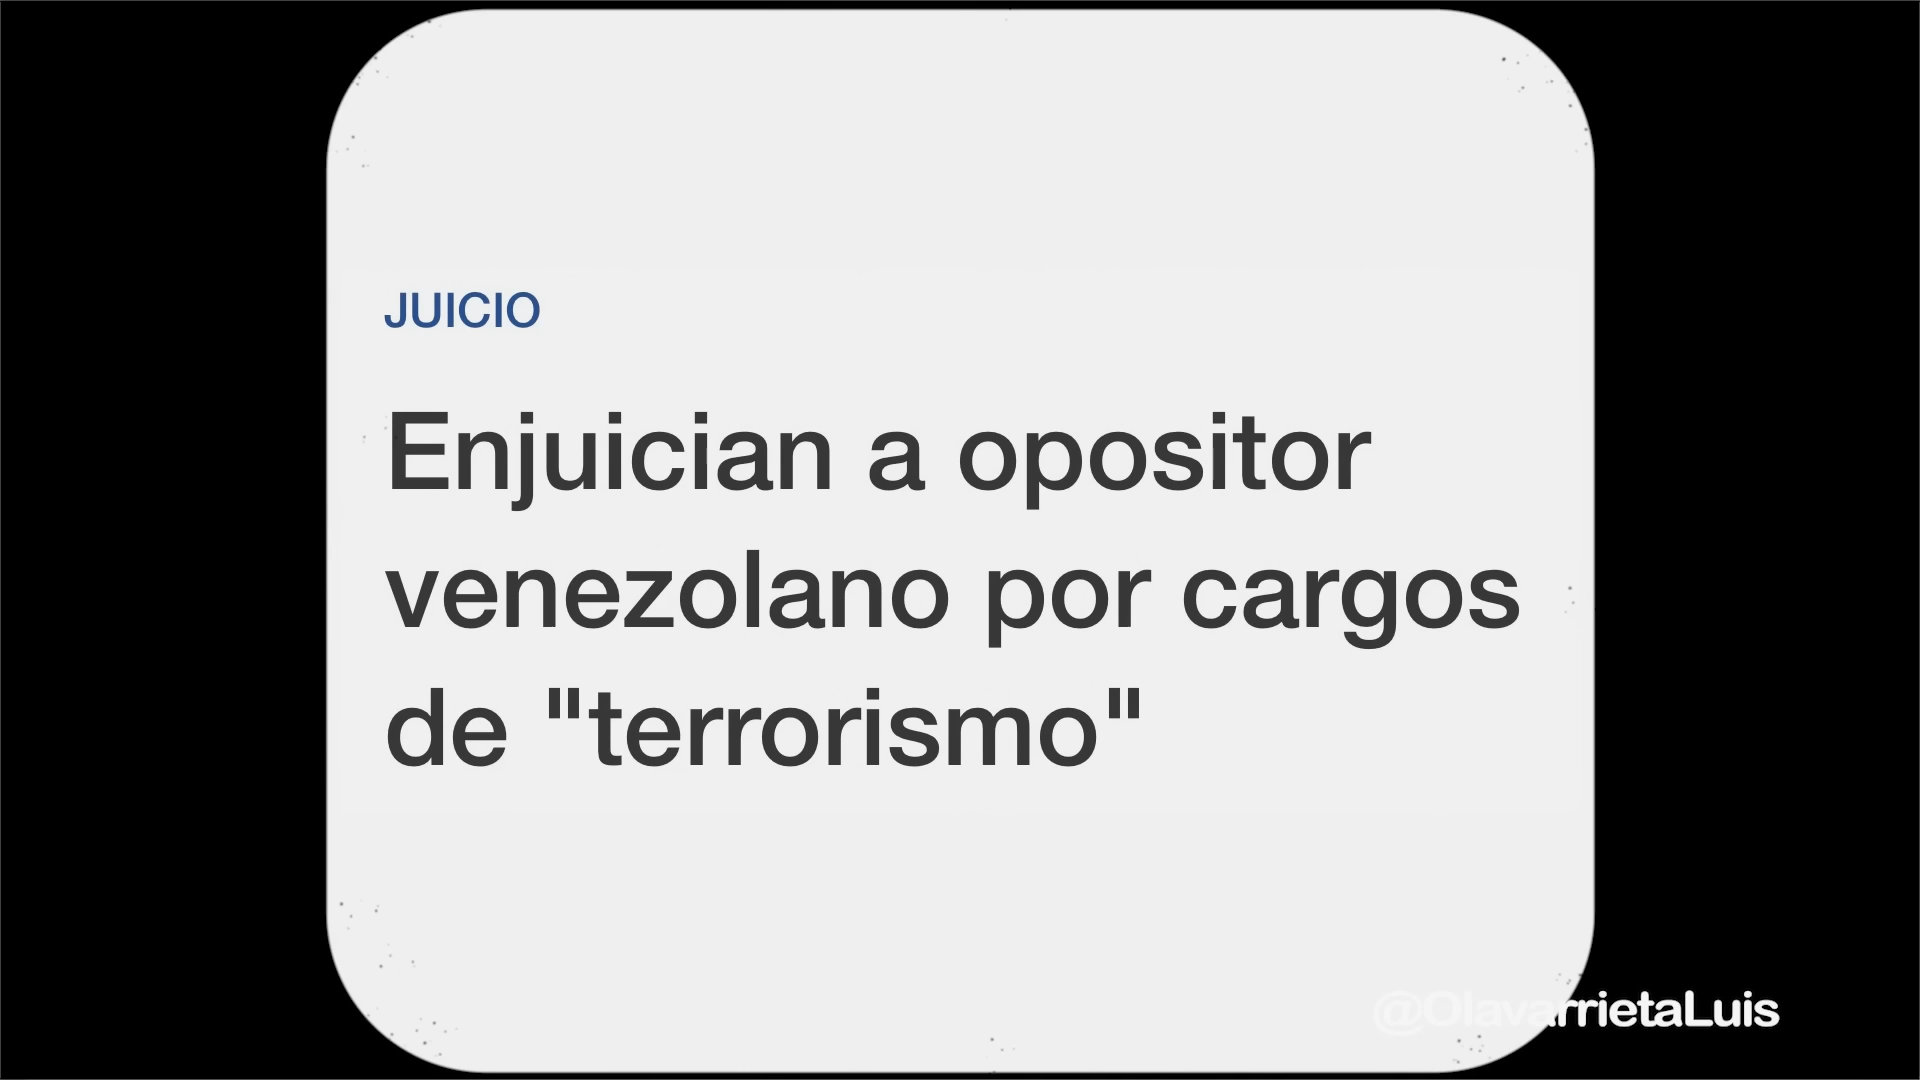 JUICIO
Enjuician a opositor
venezolano por cargos
de "terrorismo"
@OlavarrietaLuis